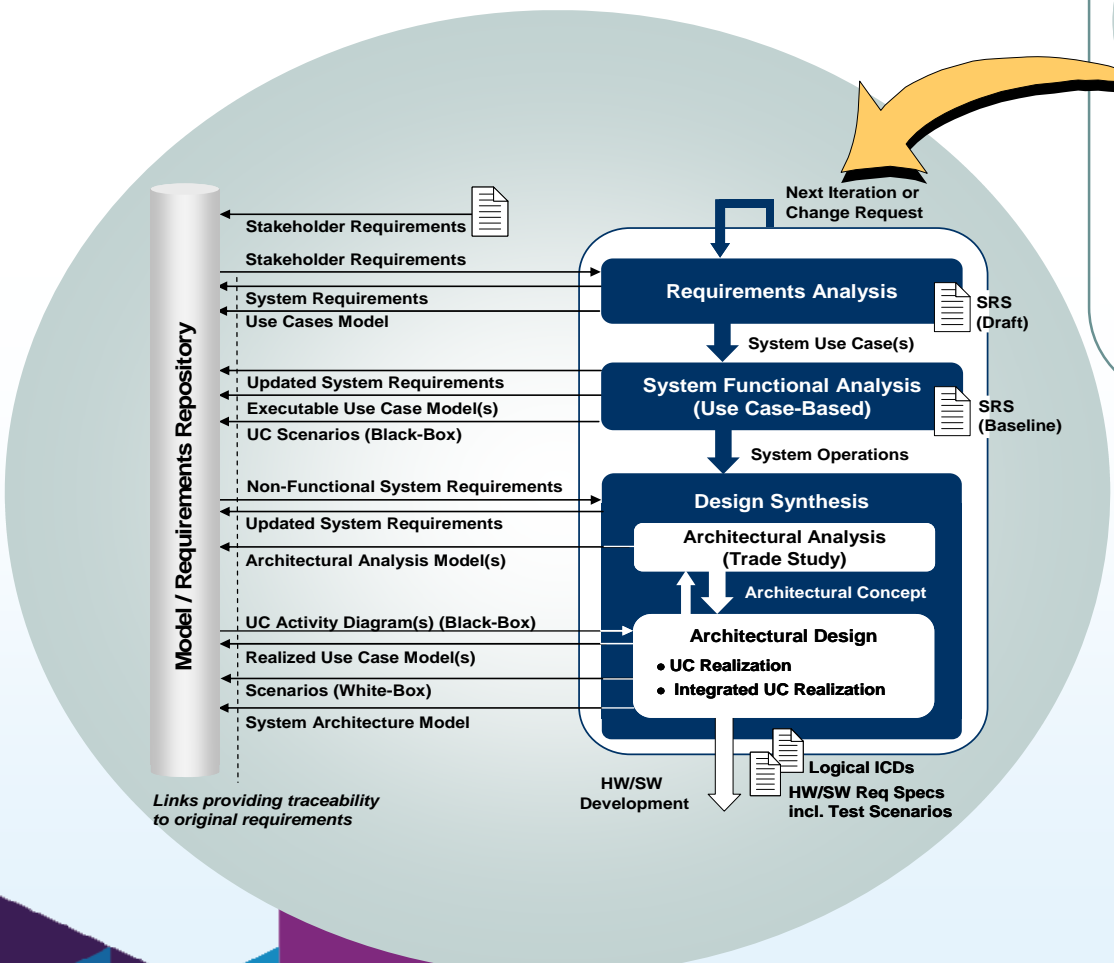 Next Iteration or
Change Request
Stakeholder Requirements
Stakeholder Requirements
System Requirements
Use Cases Model
Updated System Requirements
Executable Use Case Model(s)
UC Scenarios (Black-Box)
Non-Functional System Requirements
Updated System Requirements
Architectural Analysis Model(s)
UC Activity Diagram(s) (Black-Box)
Realized Use Case Model(s)
Scenarios (White-Box)
System Architecture Model
Model / Requirements Repository
Links providing traceability
to original requirements
Requirements Analysis
SRS
(Draft)
System Use Case(s)
System Functional Analysis
(Use Case-Based)
SRS
(Baseline)
System Operations
Design Synthesis
Architectural Analysis
(Trade Study)
Architectural Concept
Architectural Design
• UC Realization
• Integrated UC Realization
HW/SW
Development
Logical ICDs
HW/SW Req Specs
incl. Test Scenarios